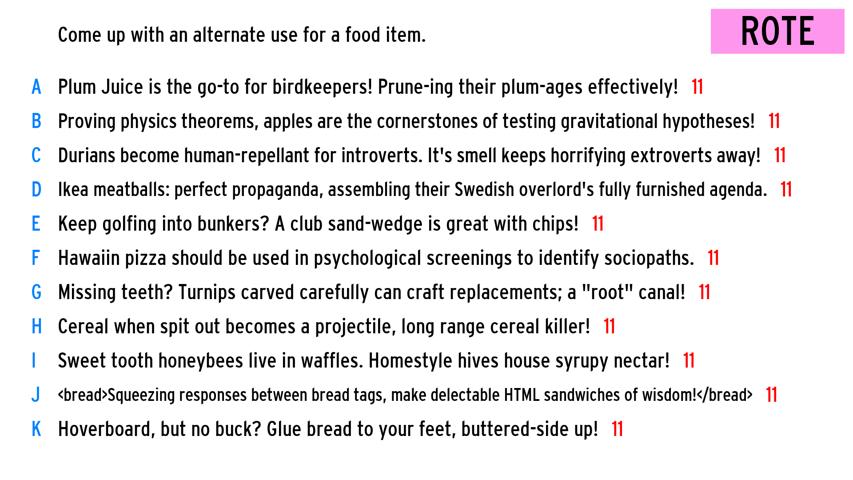 Come up with an alternate use for a food item.
ROTE
A Plum Juice is the go-to for birdkeepers! Prune-ing their plum-ages effectively! 11
B Proving physics theorems, apples are the cornerstones of testing gravitational hypotheses! 11
C Durians become human-repellant for introverts. It's smell keeps horrifying extroverts away! 11
D Ikea meatballs: perfect propaganda, assembling their Swedish overlord's fully furnished agenda. 11
E Keep golfing into bunkers? A club sand-wedge is great with chips! 11
F Hawaiin pizza should be used in psychological screenings to identify sociopaths. 11
G Missing teeth? Turnips carved carefully can craft replacements; a "root" canal! 11
H Cereal when spit out becomes a projectile, long range cereal killer! 11
I Sweet tooth honeybees live in waffles. Homestyle hives house syrupy nectar! 11
J <bread>Squeezing responses between bread tags, make delectable HTML sandwiches of wisdom!</bread> 11
K Hoverboard, but no buck? Glue bread to your feet, buttered-side up! 11